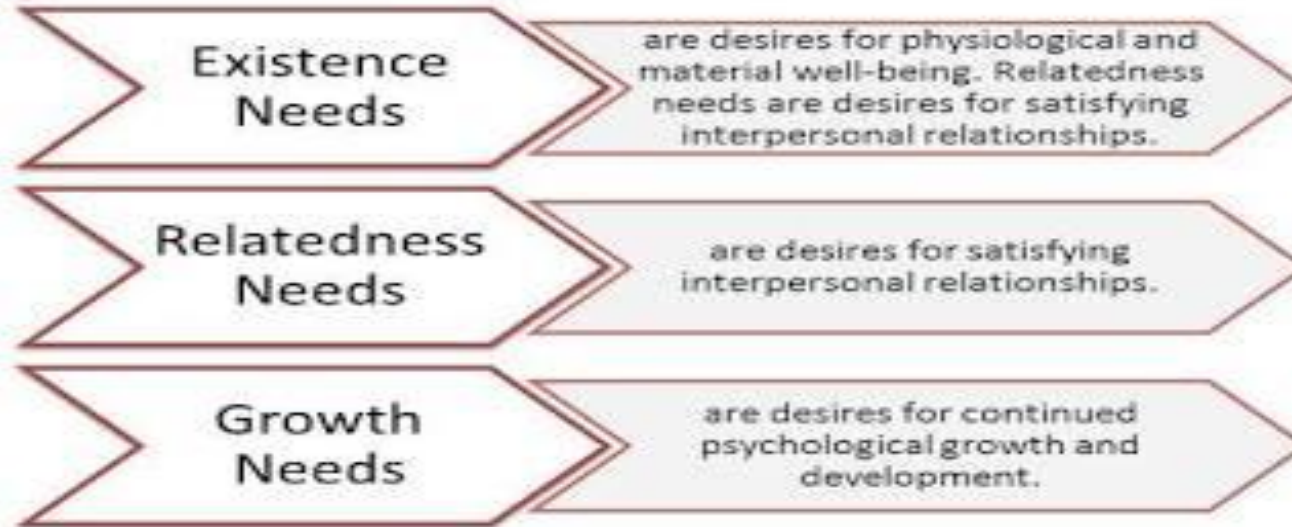 Existence
Needs
are desires for physiological and
material well-being. Relatedness
needs are desires for satisfying
interpersonal relationships.
Relatedness
Needs
are desires for satisfying
interpersonal relationships.
Growth
Needs
are desires for continued
psychological growth and
development.